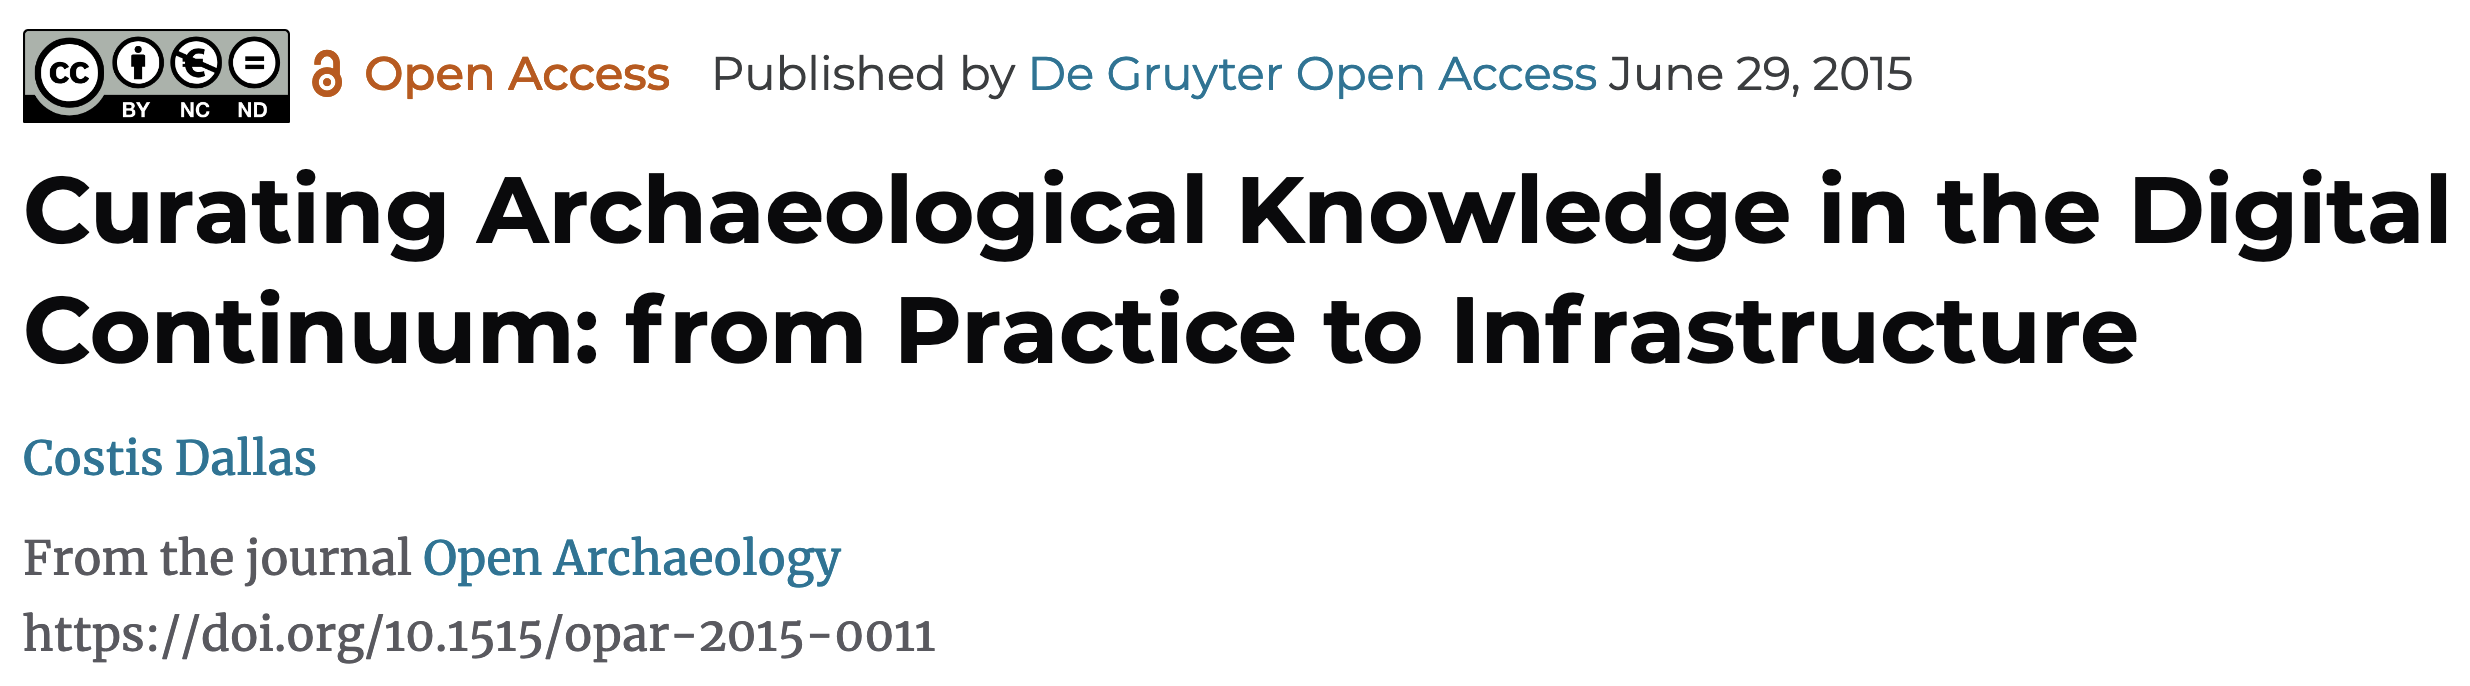 cc BY NC ND Open Access Published by De Gruyter Open Access June 29, 2015
Curating Archaeological Knowledge in the Digital
Continuum: from Practice to Infrastructure
Costis Dallas
From the journal Open Archaeology
https://doi.org/10.1515/opar-2015-0011